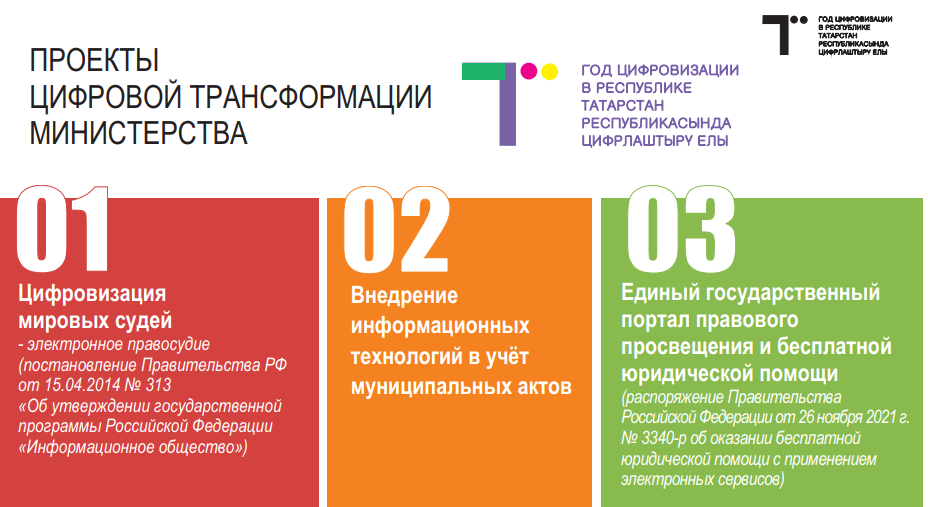 ПРОЕКТЫ
ЦИФРОВОЙ ТРАНСФОРМАЦИИ
МИНИСТЕРСТВА
ГОД ЦИФРОВИЗАЦИИ
В РЕСПУБЛИКЕ
ТАТАРСТАН
РЕСПУБЛИКАСЫНДА
ЦИФРЛАШТЫРУ ЕЛЫ
ГОД ЦИФРОВИЗАЦИИ
В РЕСПУБЛИКЕ
ТАТАРСТАН
РЕСПУБЛИКАСЫНДА
ЦИФРЛАШТЫРУ ЕЛЫ
01
Цифровизация
мировых судей
- электронное правосудие
(постановление Правительства РФ
от 15.04.2014 № 313
«Об утверждении государственной
программы Российской Федерации
«Информационное общество»)
02
Внедрение
информационных
технологий в учёт
муниципальных актов
03
Единый государственный
портал правового
просвещения и бесплатной
юридической помощи
(распоряжение Правительства
Российской Федерации от 26 ноября 2021 г.
№ 3340-р об оказании бесплатной
юридической помощи с применением
электронных сервисов)